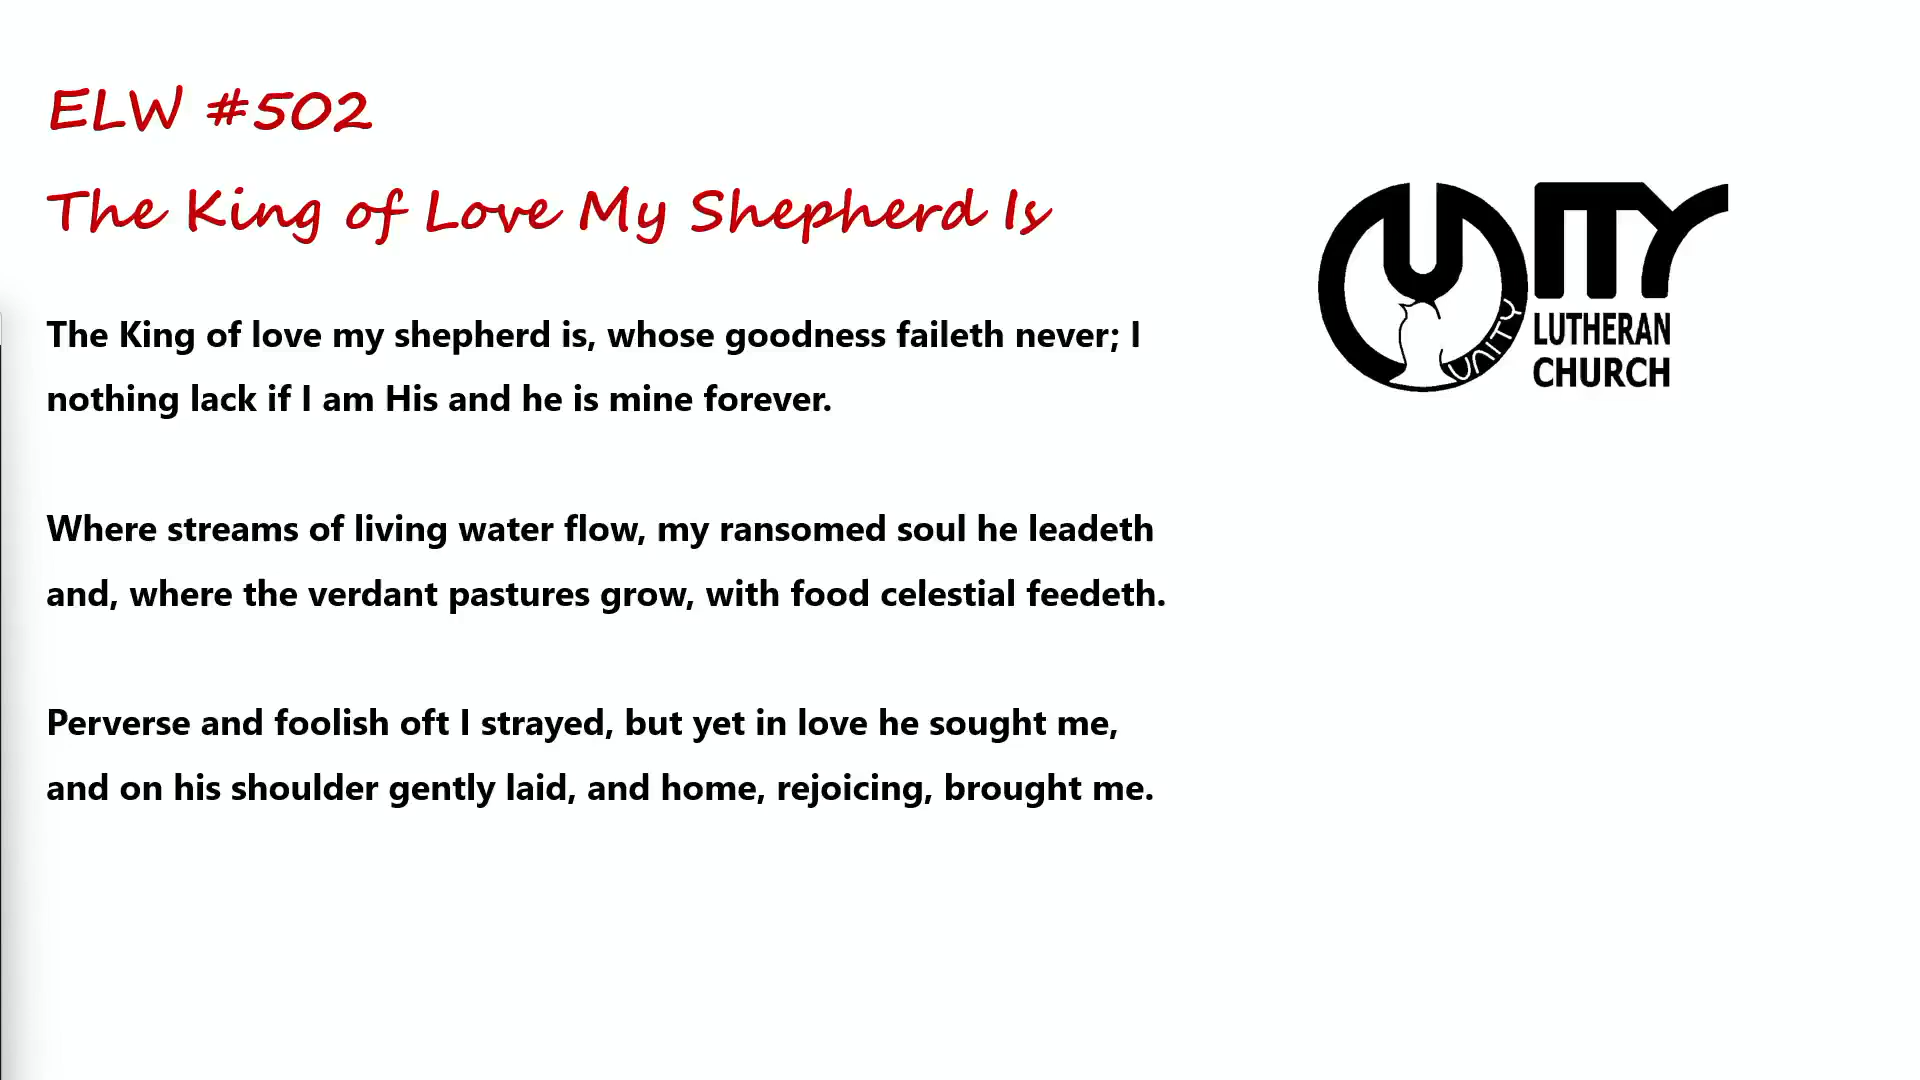 ELW #502
The King of Love My Shepherd Is
The King of love my shepherd is, whose goodness faileth never; I
nothing lack if I am His and he is mine forever.
Where streams of living water flow, my ransomed soul he leadeth
and, where the verdant pastures grow, with food celestial feedeth.
Perverse and foolish oft I strayed, but yet in love he sought me,
and on his shoulder gently laid, and home, rejoicing, brought me.
UNITY
UNITY
LUTHERAN
CHURCH